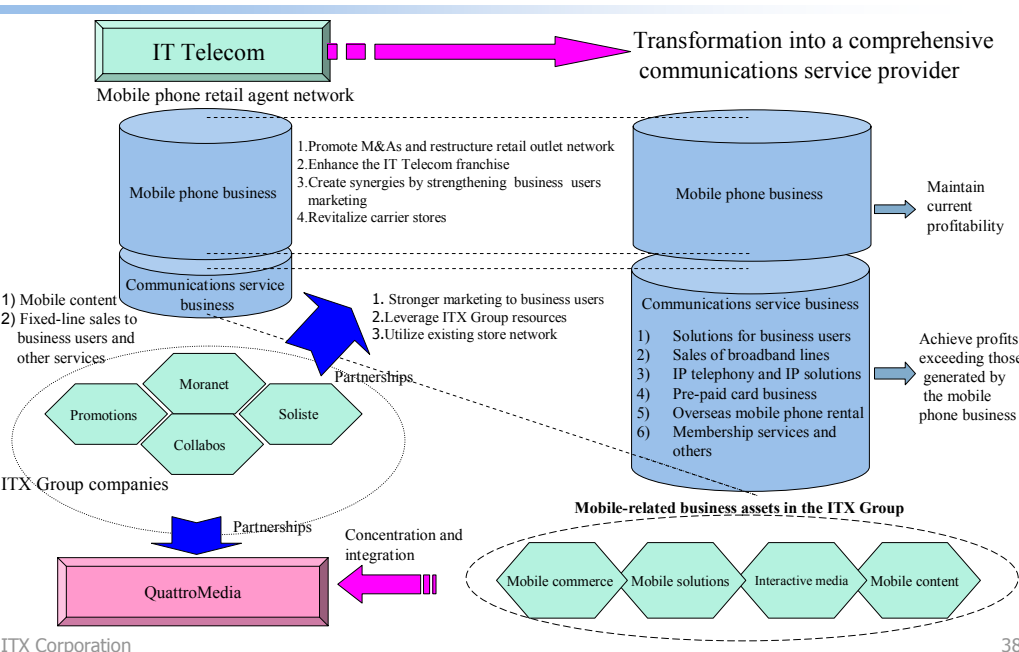 IT Telecom
Transformation into a comprehensive
communications service provider
Mobile phone retail agent network
Mobile phone business
1.Promote M&As and restructure retail outlet network
2.Enhance the IT Telecom franchise
3.Create synergies by strengthening business users
marketing
4.Revitalize carrier stores
Mobile phone business
Maintain
current
profitability
Communications service
business
1) Mobile content
2) Fixed-line sales to
business users and
other services
1. Stronger marketing to business users
2.Leverage ITX Group resources
3.Utilize existing store network
Communications service business
1) Solutions for business users
2) Sales of broadband lines
3) IP telephony and IP solutions
4) Pre-paid card business
5) Overseas mobile phone rental
6) Membership services and
others
Achieve profits
exceeding those
generated by
the mobile
phone business
Partnerships
Moranet
Promotions
Soliste
Collabos
ITX Group companies
Partnerships
Mobile-related business assets in the ITX Group
Concentration and
integration
QuattroMedia
Mobile commerce
Mobile solutions
Interactive media
Mobile content
ITX Corporation
38